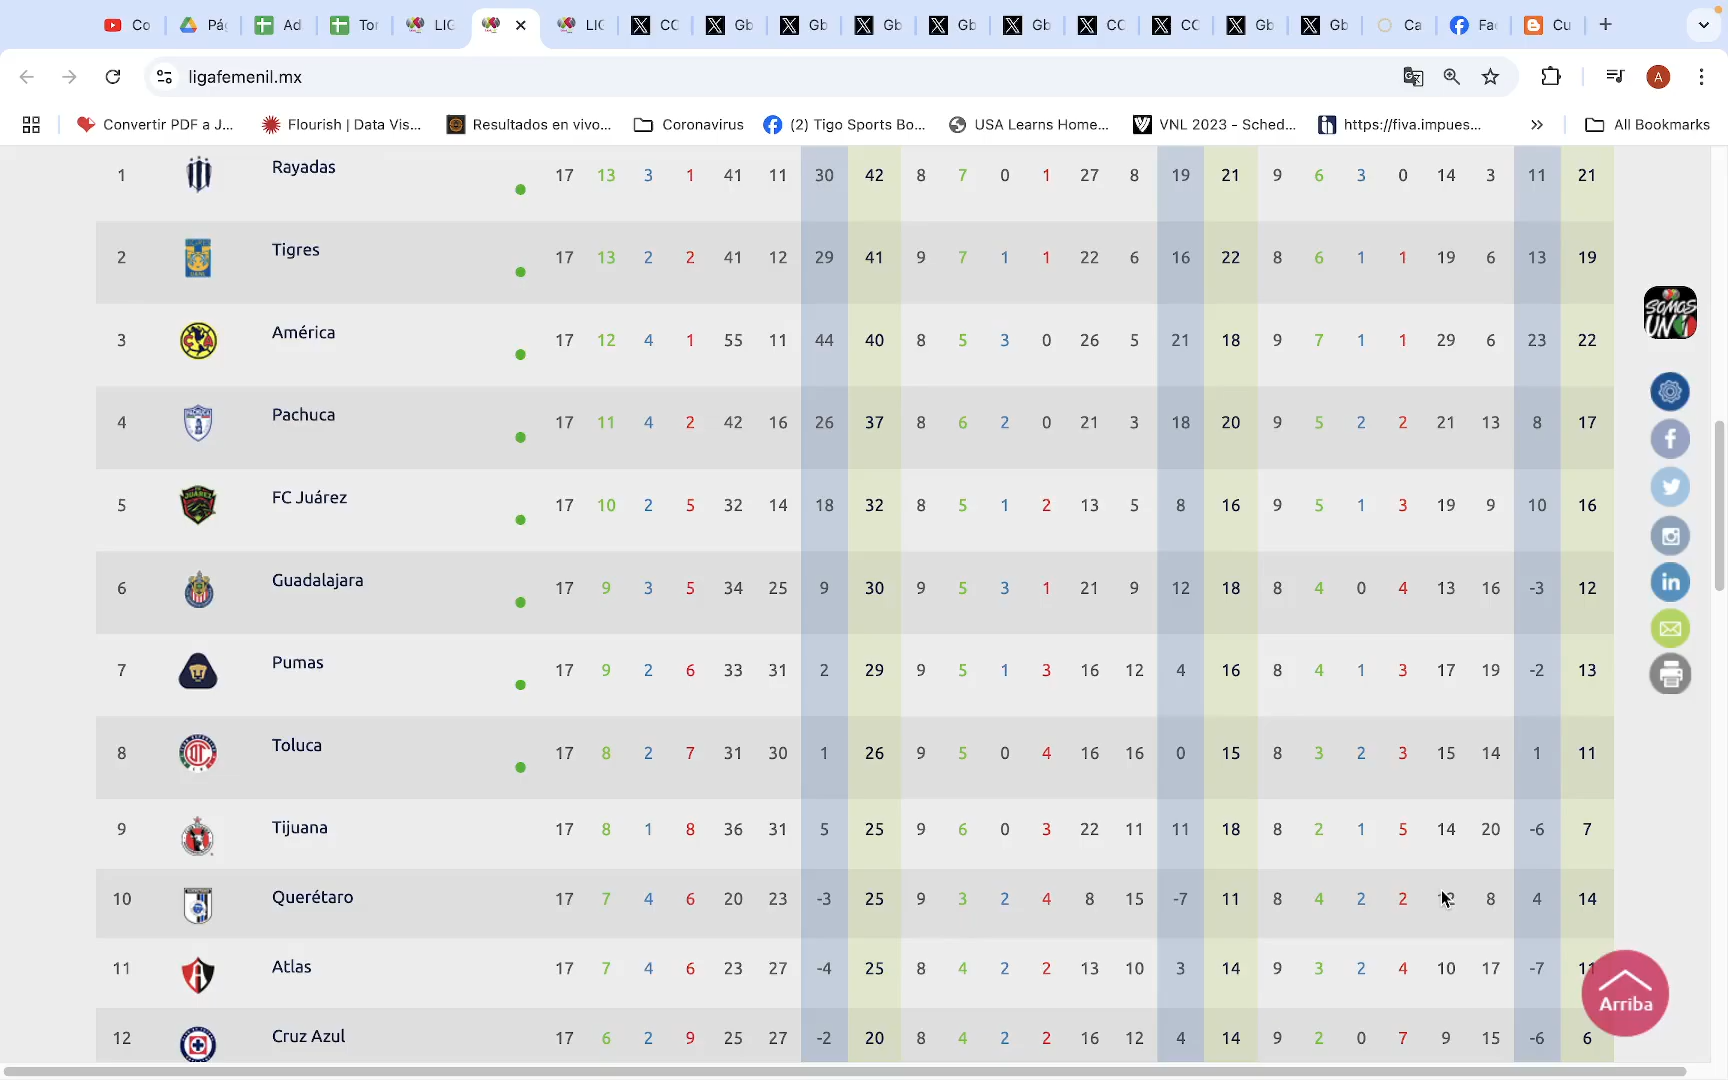 Co Pá Ad Tor LIG LIG CC Gb Gb Gb Gb Gb CC CC Gb Gb Ca Fa Cu
ligafemenil.mx A
Convertir PDF a J... Flourish | Data Vis... Resultados en vivo... Coronavirus (2) Tigo Sports Bo... USA Learns Home... VNL 2023 - Sched... https://fiva.impues... » All Bookmarks
1 Rayadas 17 13 3 1 41 11 30 42 8 7 0 1 27 8 19 21 9 6 3 0 14 3 11 21
2 Tigres 17 13 2 2 41 12 29 41 9 7 1 1 22 6 16 22 8 6 1 1 19 6 13 19
SOMOS
UN1
3 América 17 12 4 1 55 11 44 40 8 5 3 0 26 5 21 18 9 7 1 1 29 6 23 22
4 Pachuca 17 11 4 2 42 16 26 37 8 6 2 0 21 3 18 20 9 5 2 2 21 13 8 17
5 FC Juárez 17 10 2 5 32 14 18 32 8 5 1 2 13 5 8 16 9 5 1 3 19 9 10 16
6 Guadalajara 17 9 3 5 34 25 9 30 9 5 3 1 21 9 12 18 8 4 0 4 13 16 -3 12
7 Pumas 17 9 2 6 33 31 2 29 9 5 1 3 16 12 4 16 8 4 1 3 17 19 -2 13
8 Toluca 17 8 2 7 31 30 1 26 9 5 0 4 16 16 0 15 8 3 2 3 15 14 1 11
9 Tijuana 17 8 1 8 36 31 5 25 9 6 0 3 22 11 11 18 8 2 1 5 14 20 -6 7
10 Querétaro 17 7 4 6 20 23 -3 25 9 3 2 4 8 15 -7 11 8 4 2 2 12 8 4 14
11 Atlas 17 7 4 6 23 27 -4 25 8 4 2 2 13 10 3 14 9 3 2 4 10 17 -7 11
Arriba
12 Cruz Azul 17 6 2 9 25 27 -2 20 8 4 2 2 16 12 4 14 9 2 0 7 9 15 -6 6